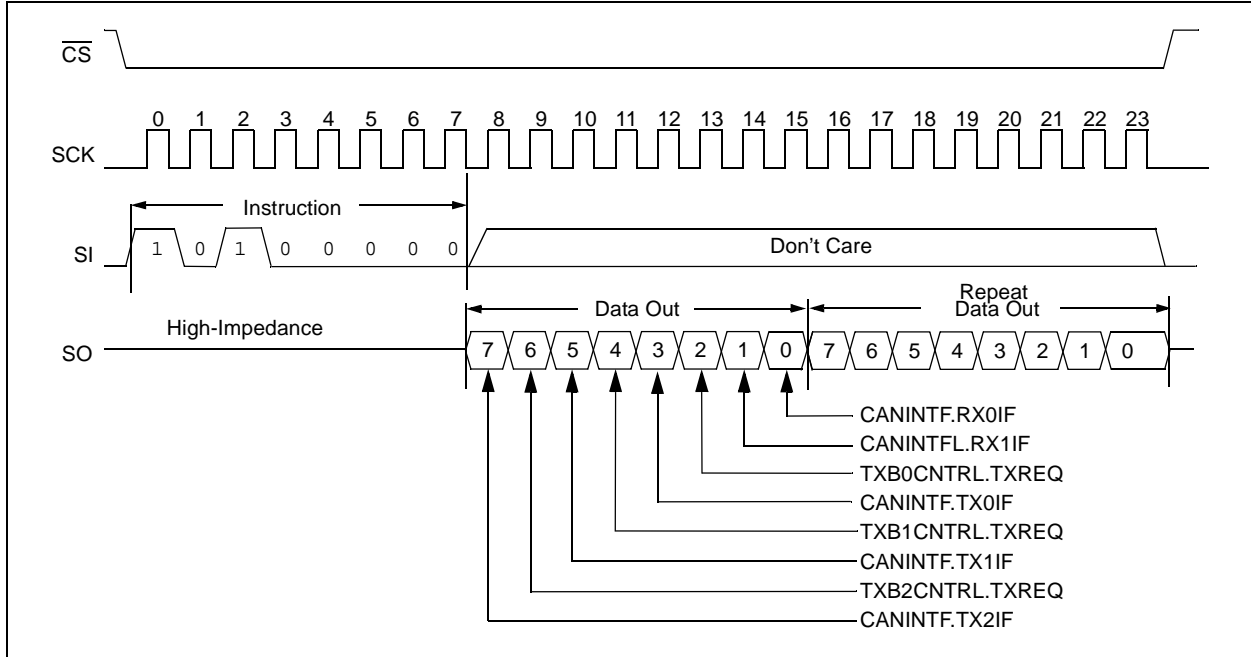 CS
0 1 2 3 4 5 6 7 8 9 10 11 12 13 14 15 16 17 18 19 20 21 22 23
SCK
Instruction
SI 1 0 1 0 0 0 0 0 Don't Care
High-Impedance Data Out Repeat Data Out
SO 7 6 5 4 3 2 1 0 7 6 5 4 3 2 1 0
CANINTF.RX0IF
CANINTFL.RX1IF
TXB0CNTRL.TXREQ
CANINTF.TX0IF
TXB1CNTRL.TXREQ
CANINTF.TX1IF
TXB2CNTRL.TXREQ
CANINTF.TX2IF